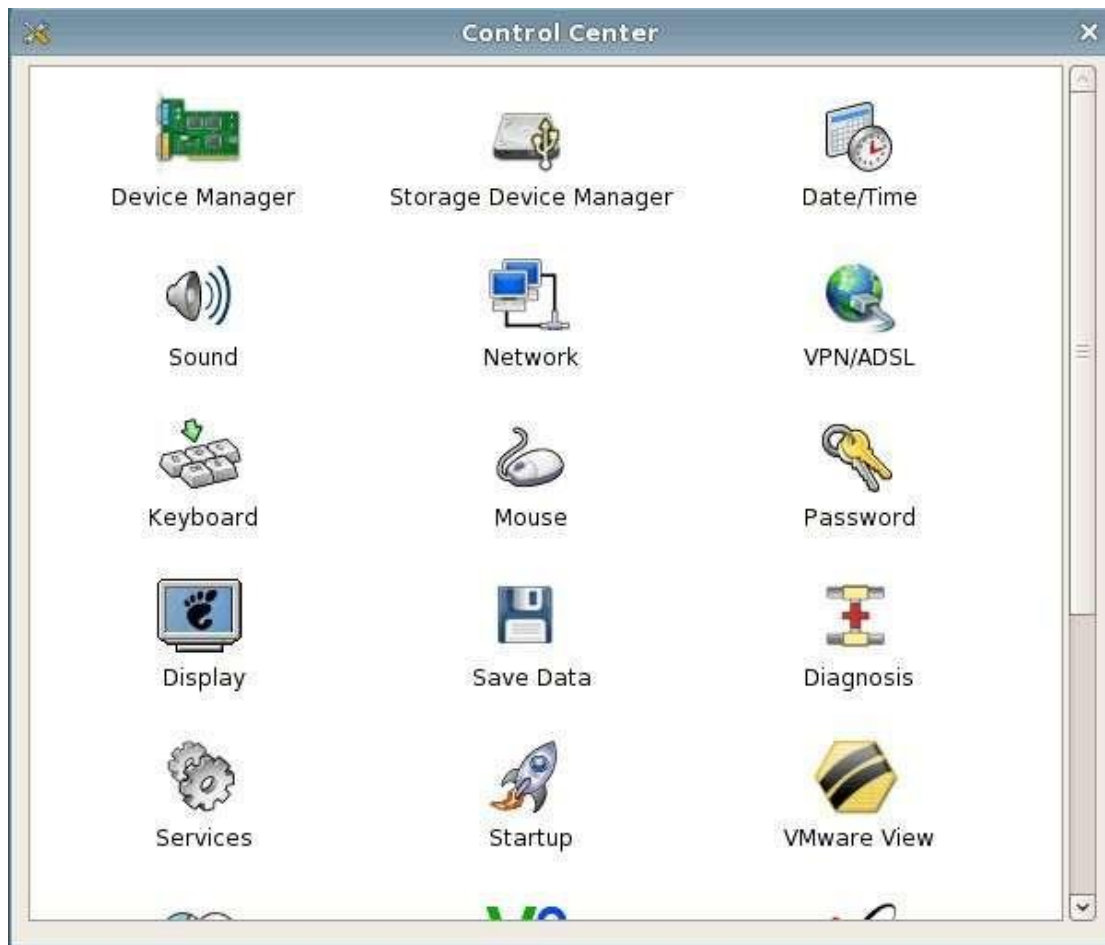 Control Center
Device Manager Storage Device Manager Date/Time
Sound Network VPN/ADSL
Keyboard Mouse Password
Display Save Data Diagnosis
Services Startup VMware View